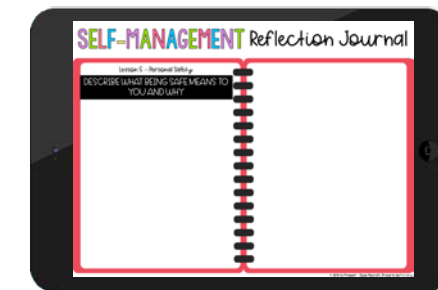 SELF-MANAGEMENT Reflection Journal
Lesson 5 - Personal Safety
DESCRIBE WHAT BEING SAFE MEANS TO
YOU AND WHY